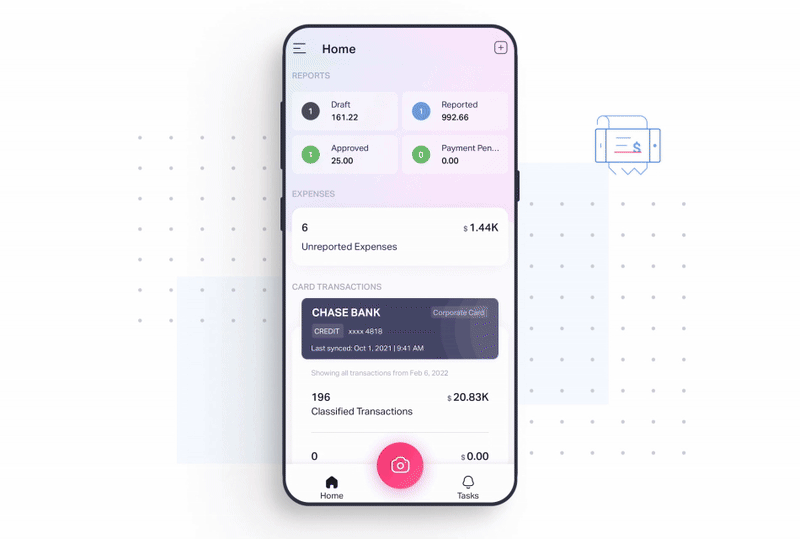 Home
REPORTS
1 Draft 161.22
1 Reported 992.66
1 Approved 25.00
0 Payment Pen... 0.00
EXPENSES
6 $ 1.44K
Unreported Expenses
CARD TRANSACTIONS
CHASE BANK Corporate Card
CREDIT xxxx 4818
Last synced: Oct 1, 2021 | 9:41 AM
Showing all transactions from Feb 6, 2022
196 $ 20.83K
Classified Transactions
0 $ 0.00
Home Tasks
$